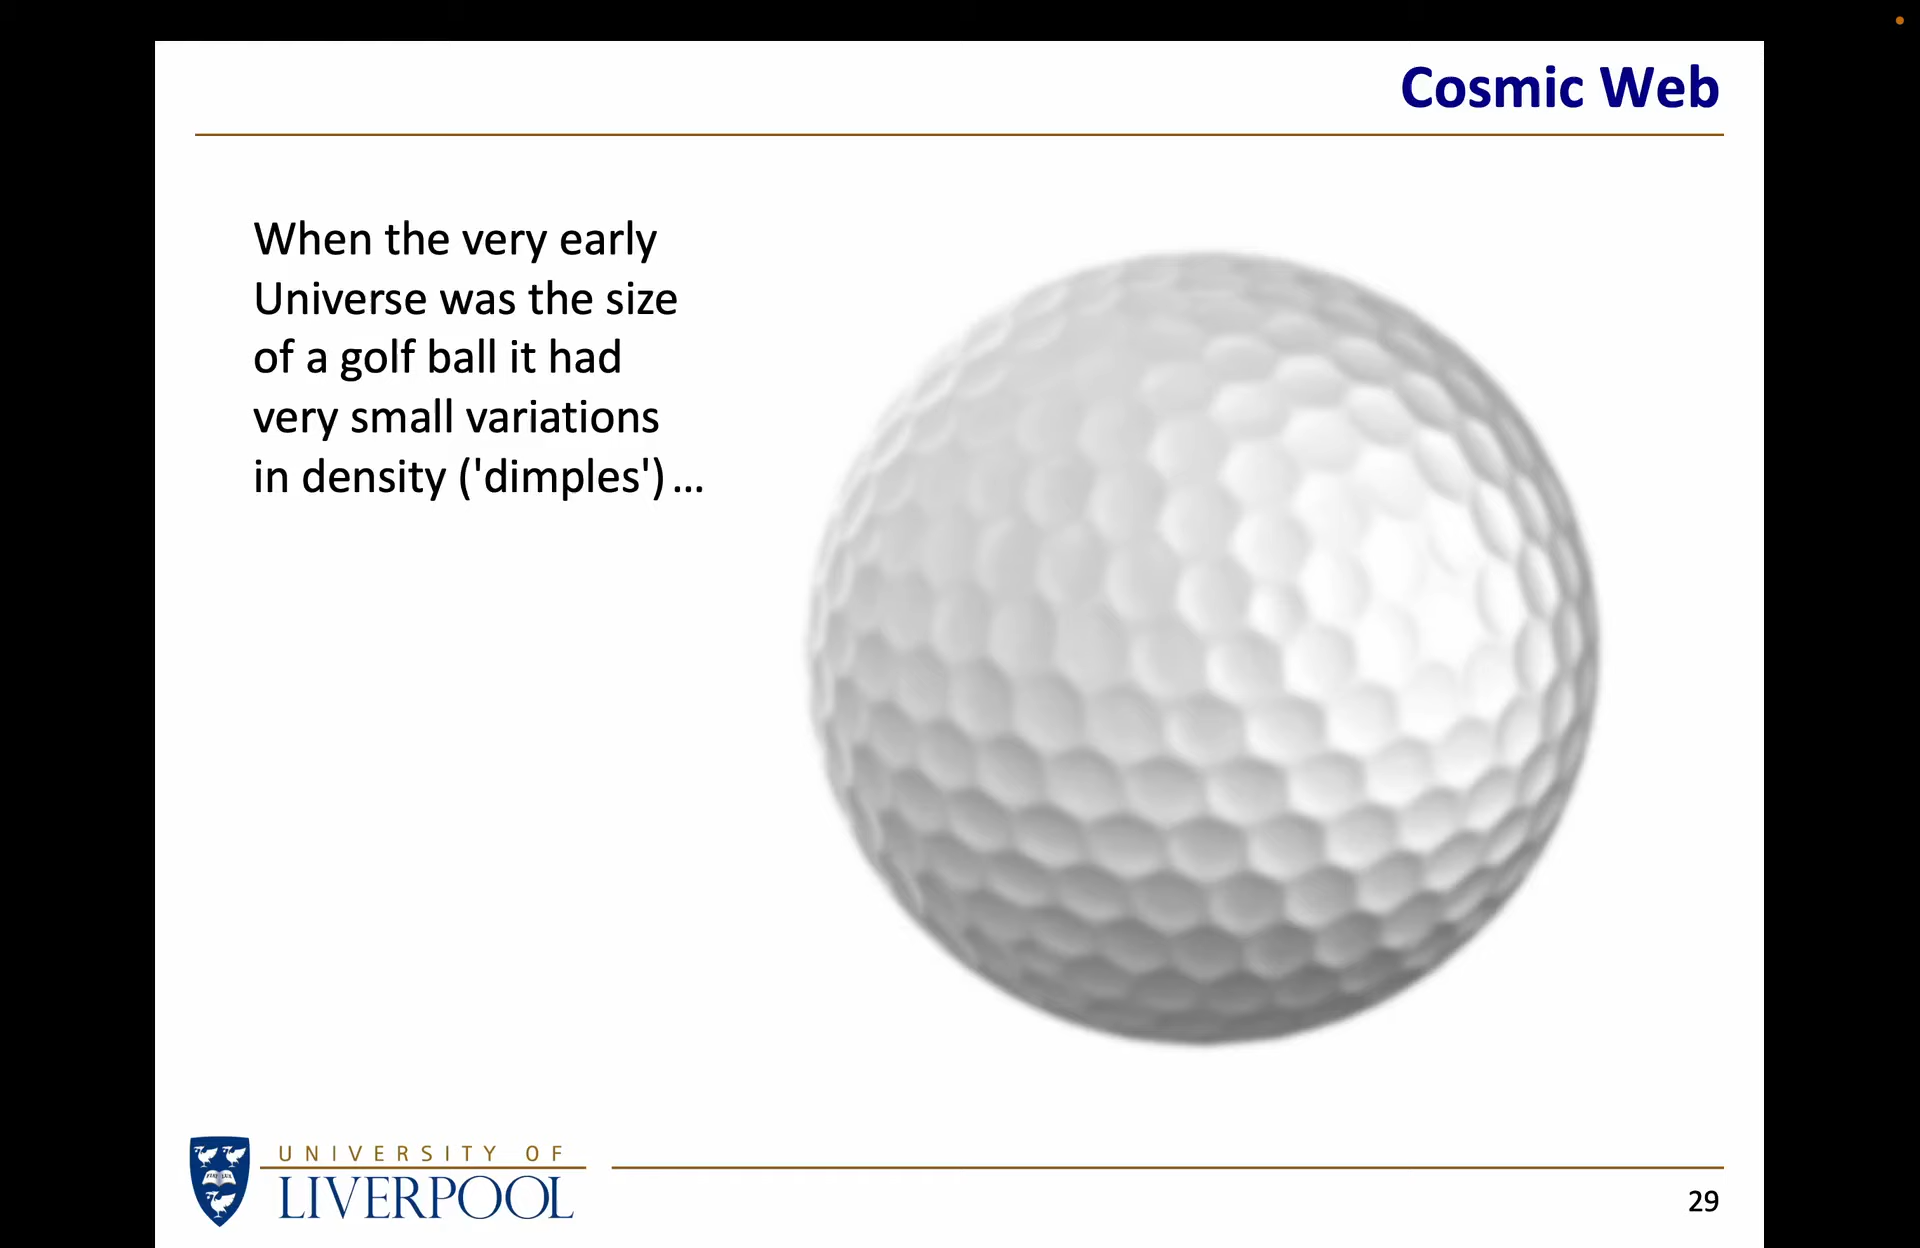 Cosmic Web
When the very early
Universe was the size
of a golf ball it had
very small variations
in density ('dimples') ...
UNIVERSITY OF
LIVERPOOL
29